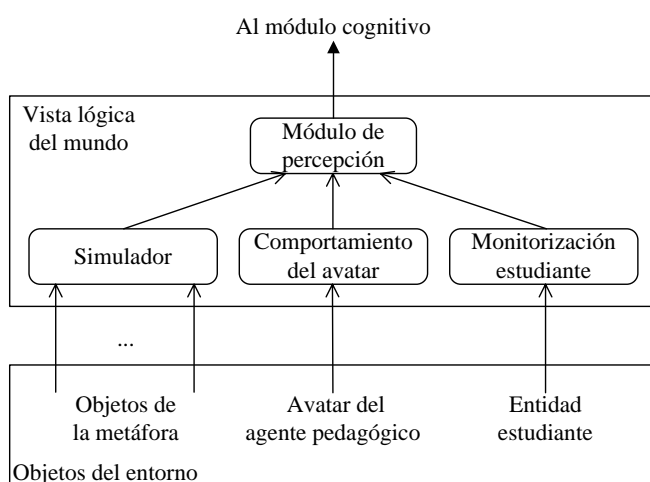 Al módulo cognitivo
Vista lógica
del mundo
Módulo de
percepción
Simulador
Comportamiento
del avatar
Monitorización
estudiante
...
Objetos de
la metáfora
Avatar del
agente pedagógico
Entidad
estudiante
Objetos del entorno